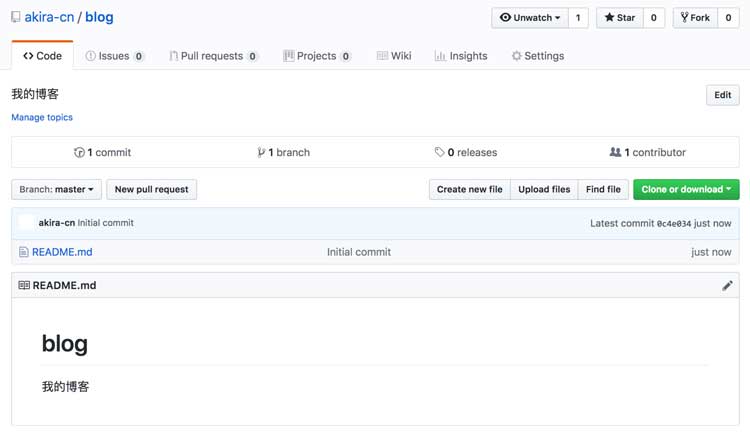 akira-cn / blog
Unwatch 1 Star 0 Fork 0
Code Issues 0 Pull requests 0 Projects 0 Wiki Insights Settings
我的博客
Edit
Manage topics
1 commit 1 branch 0 releases 1 contributor
Branch: master New pull request Create new file Upload files Find file Clone or download
akira-cn Initial commit Latest commit 0c4e034 just now
README.md Initial commit just now
README.md
blog
我的博客